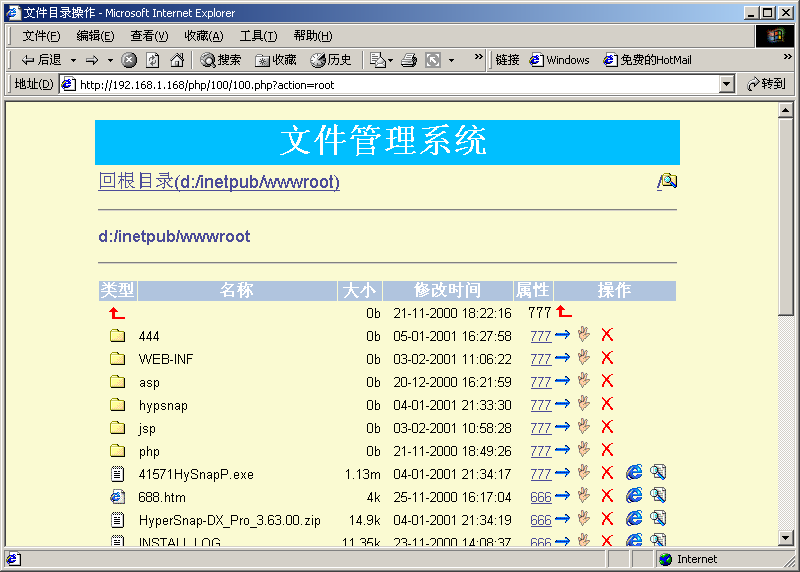 文件目录操作 - Microsoft Internet Explorer
文件(F) 编辑(E) 查看(V) 收藏(A) 工具(T) 帮助(H)
后退 搜索 收藏 历史 » 链接 Windows 免费的HotMail »
地址(D) http://192.168.1.168/php/100/100.php?action=root 转到
文件管理系统
回根目录(d:/inetpub/wwwroot) /
d:/inetpub/wwwroot
类型 名称 大小 修改时间 属性 操作
0b 21-11-2000 18:22:16 777
444 0b 05-01-2001 16:27:58 777
WEB-INF 0b 03-02-2001 11:06:22 777
asp 0b 20-12-2000 16:21:59 777
hypsnap 0b 04-01-2001 21:33:30 777
jsp 0b 03-02-2001 10:58:28 777
php 0b 21-11-2000 18:49:26 777
41571HySnapP.exe 1.13m 04-01-2001 21:34:17 777
688.htm 4k 25-11-2000 16:17:04 666
HyperSnap-DX_Pro_3.63.00.zip 14.9k 04-01-2001 21:34:19 666
INSTALL.LOG 11.35k 23-11-2000 14:08:37 666
Internet